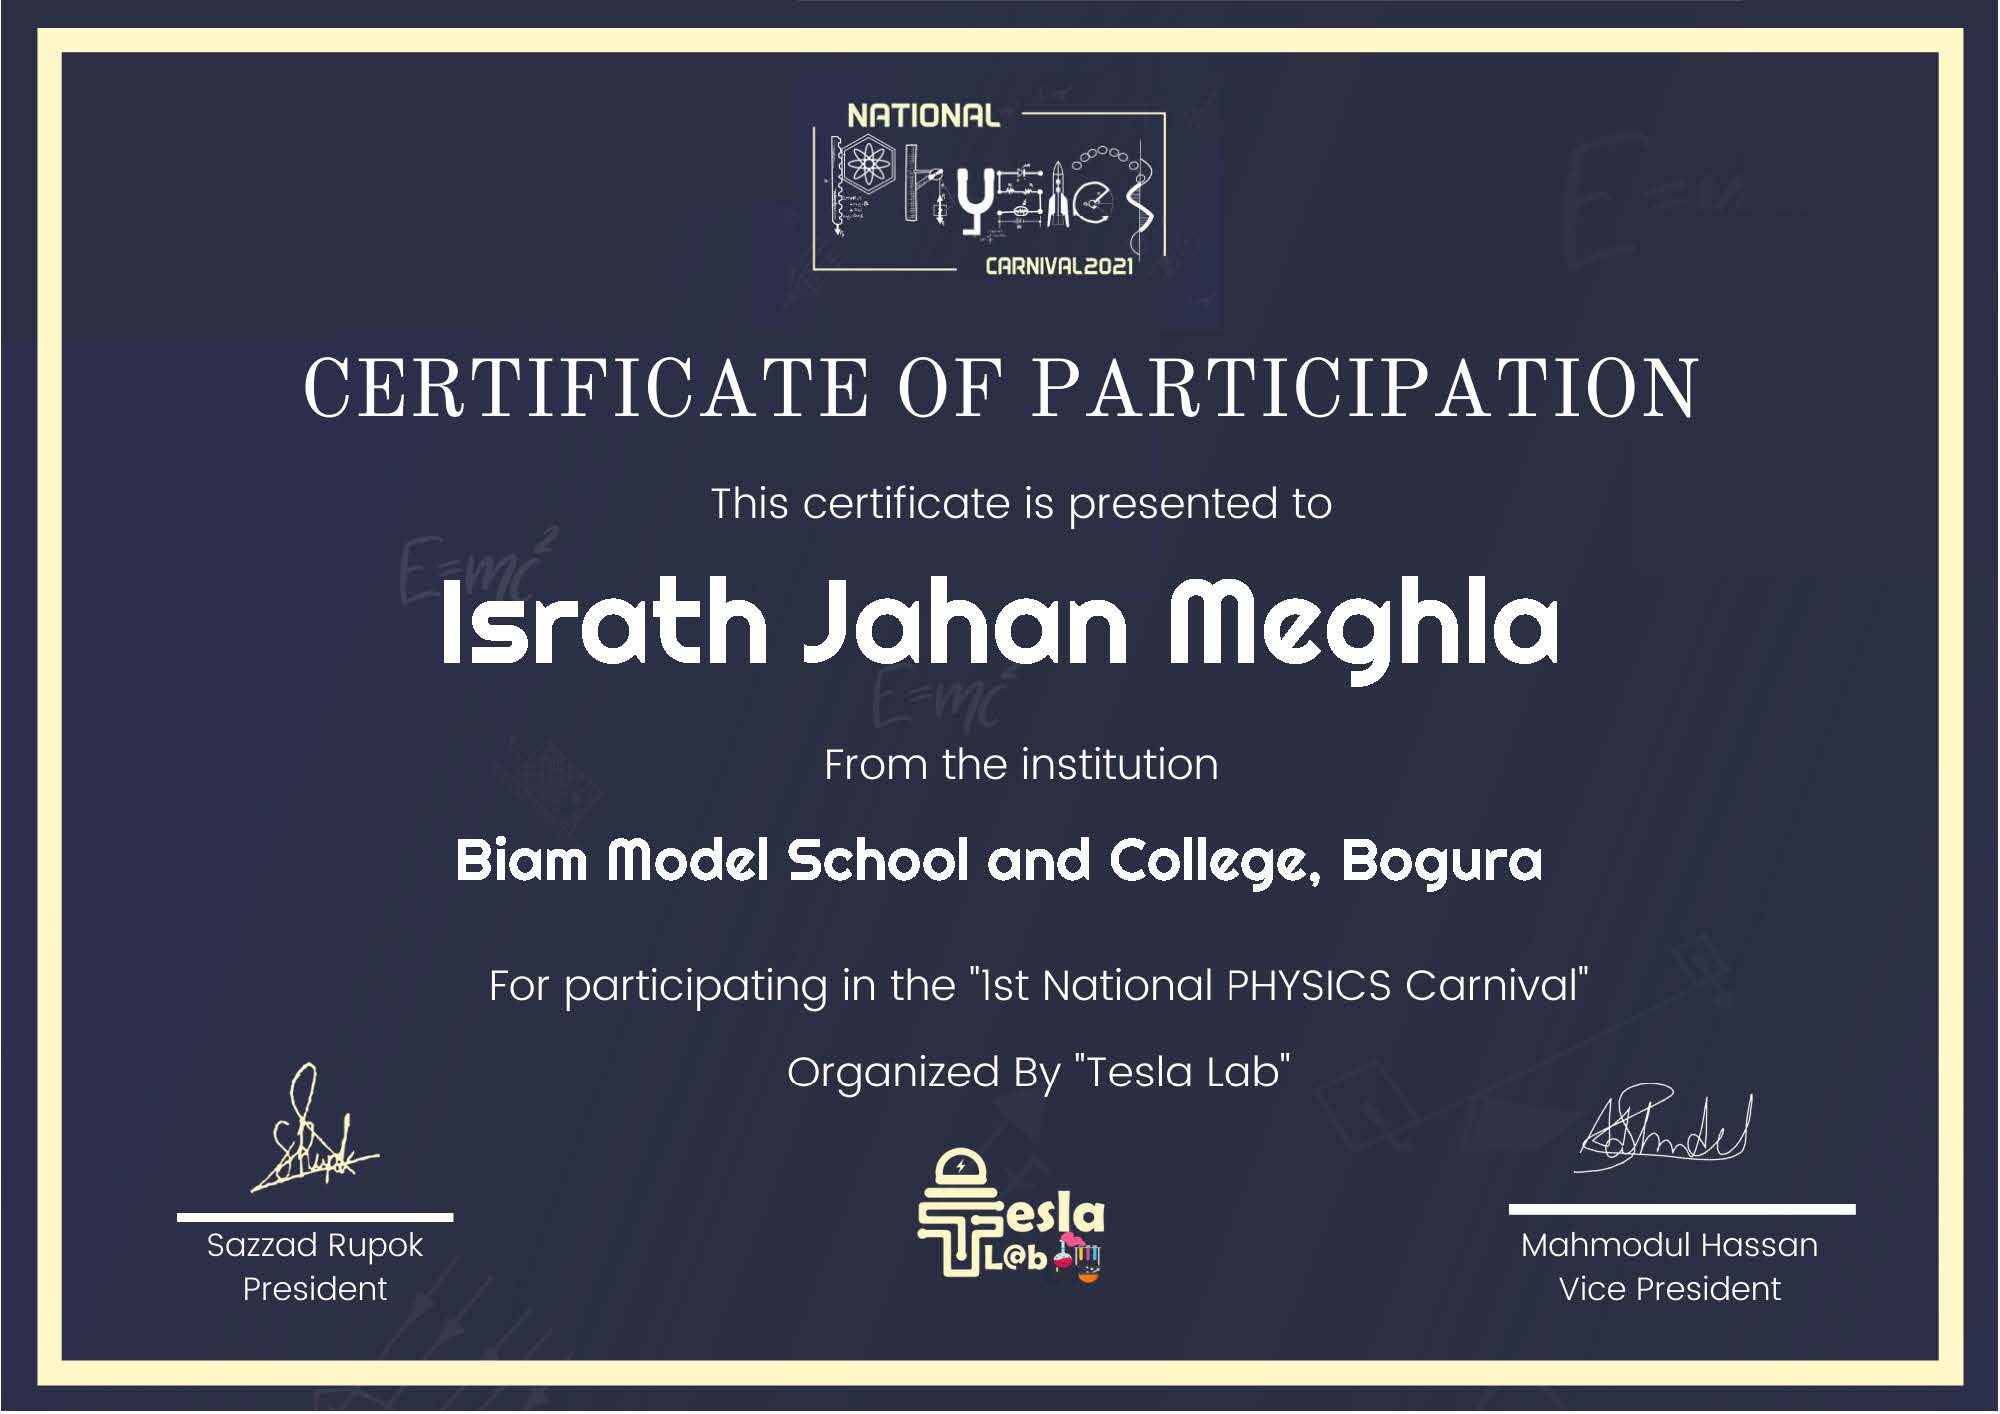 NATIONAL
Physics
CARNIVAL2021
CERTIFICATE OF PARTICIPATION
This certificate is presented to
E=mc²
Israth Jahan Meghla
E=mc²
From the institution
Biam Model School and College, Bogura
For participating in the "1st National PHYSICS Carnival"
Organized By "Tesla Lab"
Tesla
L@b
Sazzad Rupok
President
Mahmodul Hassan
Vice President